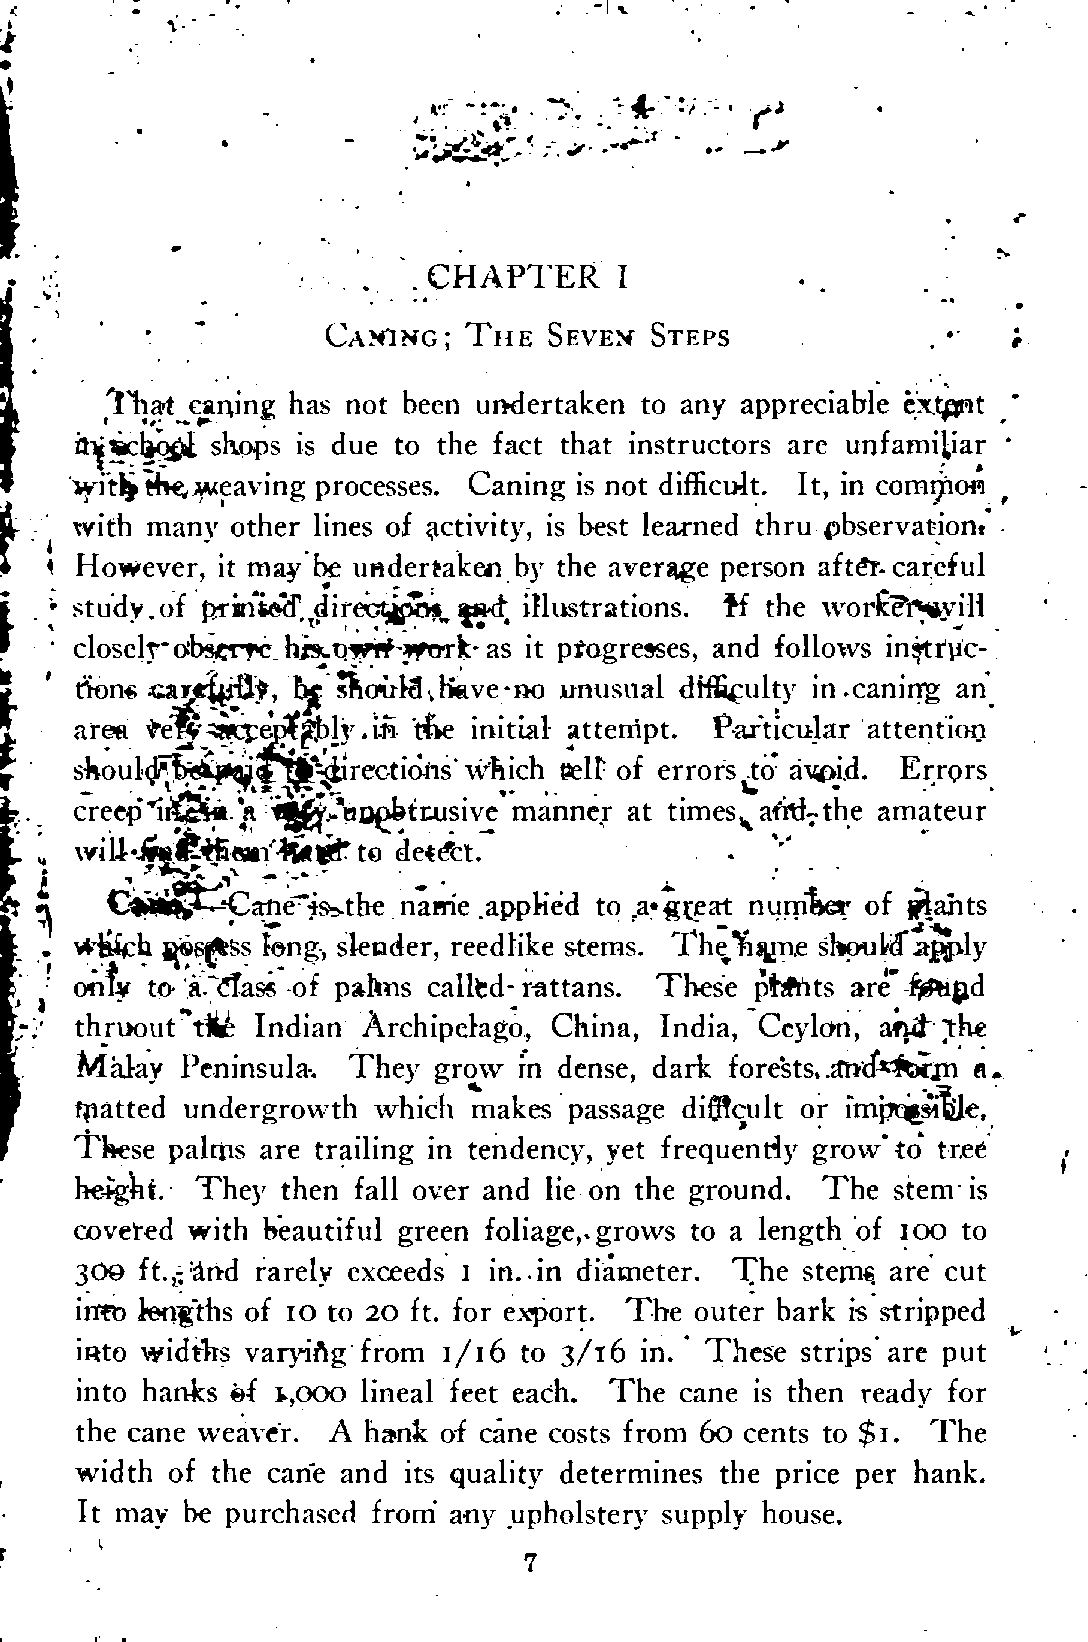 CHAPTER I
CANING; THE SEVEN STEPS
That caning has not been undertaken to any appreciable extent
in school shops is due to the fact that instructors are unfamiliar
with the weaving processes. Caning is not difficult. It, in common
with many other lines of activity, is best learned thru observation.
However, it may be undertaken by the average person after careful
study of printed directions and illustrations. If the worker will
closely observe his own work as it progresses, and follows instruc-
tions carefully, he should have no unusual difficulty in caning an
area very acceptably in the initial attempt. Particular attention
should be paid to directions which tell of errors to avoid. Errors
creep in in a very unobtrusive manner at times, and the amateur
will find them hard to detect.
Cane.—Cane is the name applied to a great number of plants
which possess long, slender, reedlike stems. The name should apply
only to a class of palms called rattans. These plants are found
thruout the Indian Archipelago, China, India, Ceylon, and the
Malay Peninsula. They grow in dense, dark forests, and form a
matted undergrowth which makes passage difficult or impossible.
These palms are trailing in tendency, yet frequently grow to tree
height. They then fall over and lie on the ground. The stem is
covered with beautiful green foliage, grows to a length of 100 to
300 ft., and rarely exceeds 1 in. in diameter. The stems are cut
into lengths of 10 to 20 ft. for export. The outer bark is stripped
into widths varying from 1/16 to 3/16 in. These strips are put
into hanks of 1,000 lineal feet each. The cane is then ready for
the cane weaver. A hank of cane costs from 60 cents to $1. The
width of the cane and its quality determines the price per hank.
It may be purchased from any upholstery supply house.
7